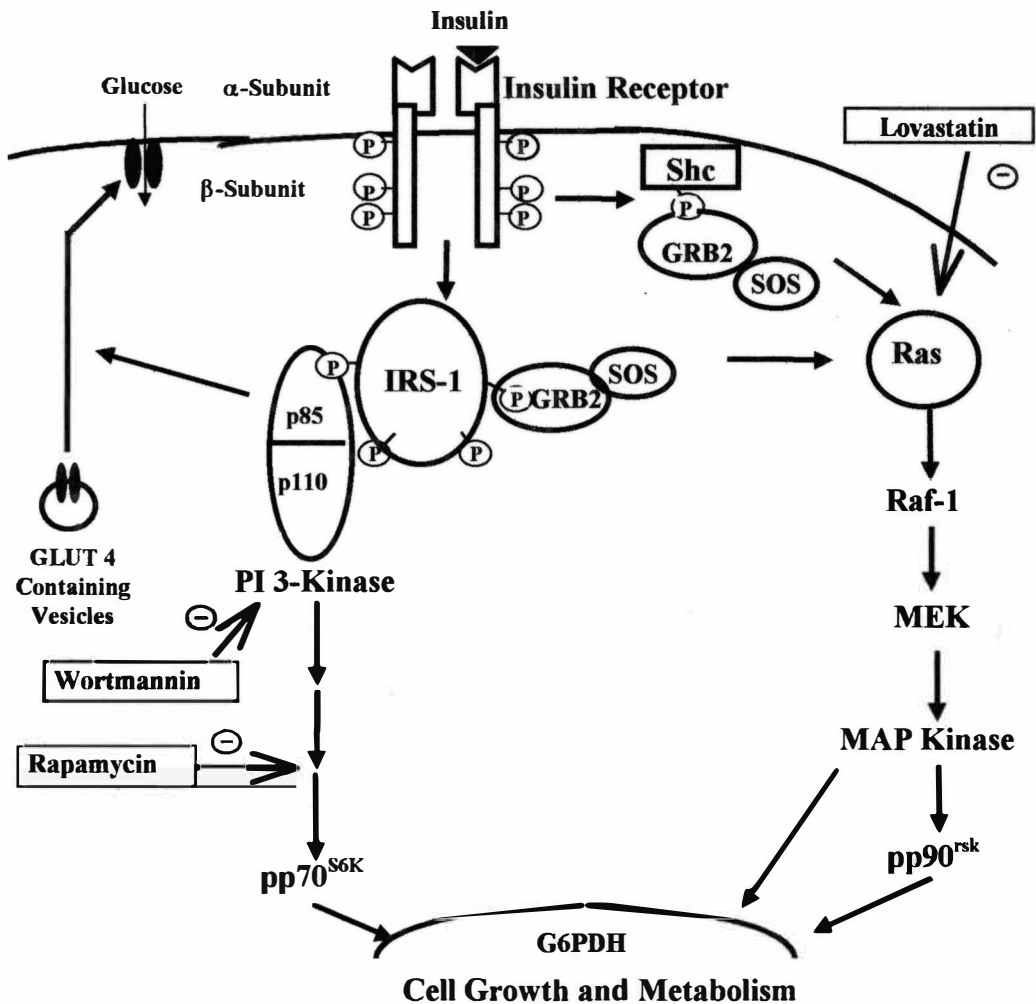 Insulin
Glucose
α-Subunit
Insulin Receptor
Lovastatin
−
P
P
Shc
β-Subunit
P
P
P
P
P
GRB2
SOS
Ras
P
IRS-1
SOS
P
GRB2
p85
P
P
p110
Raf-1
GLUT 4
Containing
Vesicles
PI 3-Kinase
−
MEK
Wortmannin
−
MAP Kinase
Rapamycin
pp70S6K
pp90rsk
G6PDH
Cell Growth and Metabolism